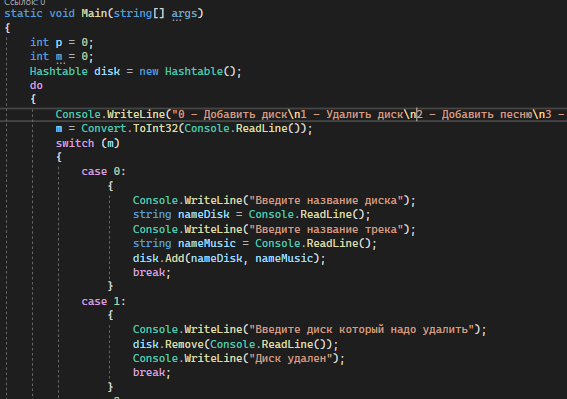 Ссылок: 0
static void Main(string[] args)
{
int p = 0;
int m = 0;
Hashtable disk = new Hashtable();
do
{
Console.WriteLine("0 – Добавить диск\n1 – Удалить диск\n2 – Добавить песню\n3 –
m = Convert.ToInt32(Console.ReadLine());
switch (m)
{
case 0:
{
Console.WriteLine("Введите название диска");
string nameDisk = Console.ReadLine();
Console.WriteLine("Введите название трека");
string nameMusic = Console.ReadLine();
disk.Add(nameDisk, nameMusic);
break;
}
case 1:
{
Console.WriteLine("Введите диск который надо удалить");
disk.Remove(Console.ReadLine());
Console.WriteLine("Диск удален");
break;
}